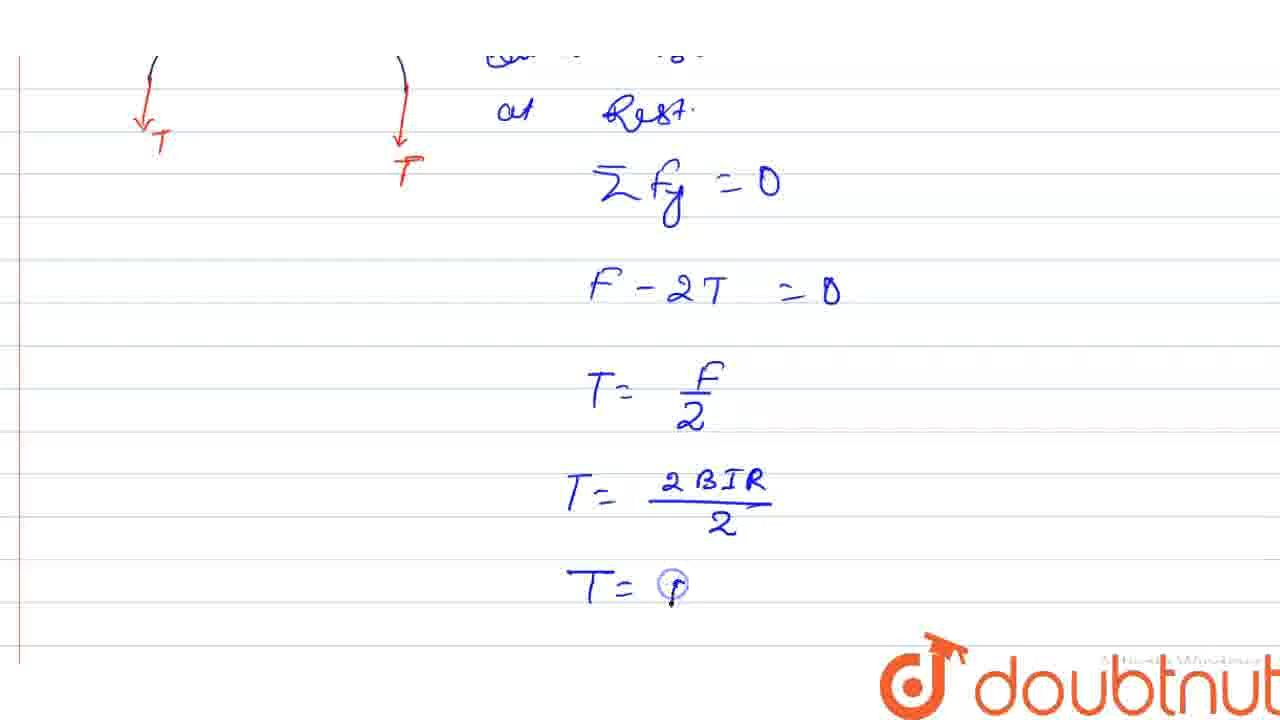 at Rest.
T
T
ΣFy = 0
F - 2T = 0
T = F/2
T = 2BIR/2
T =
doubtnut